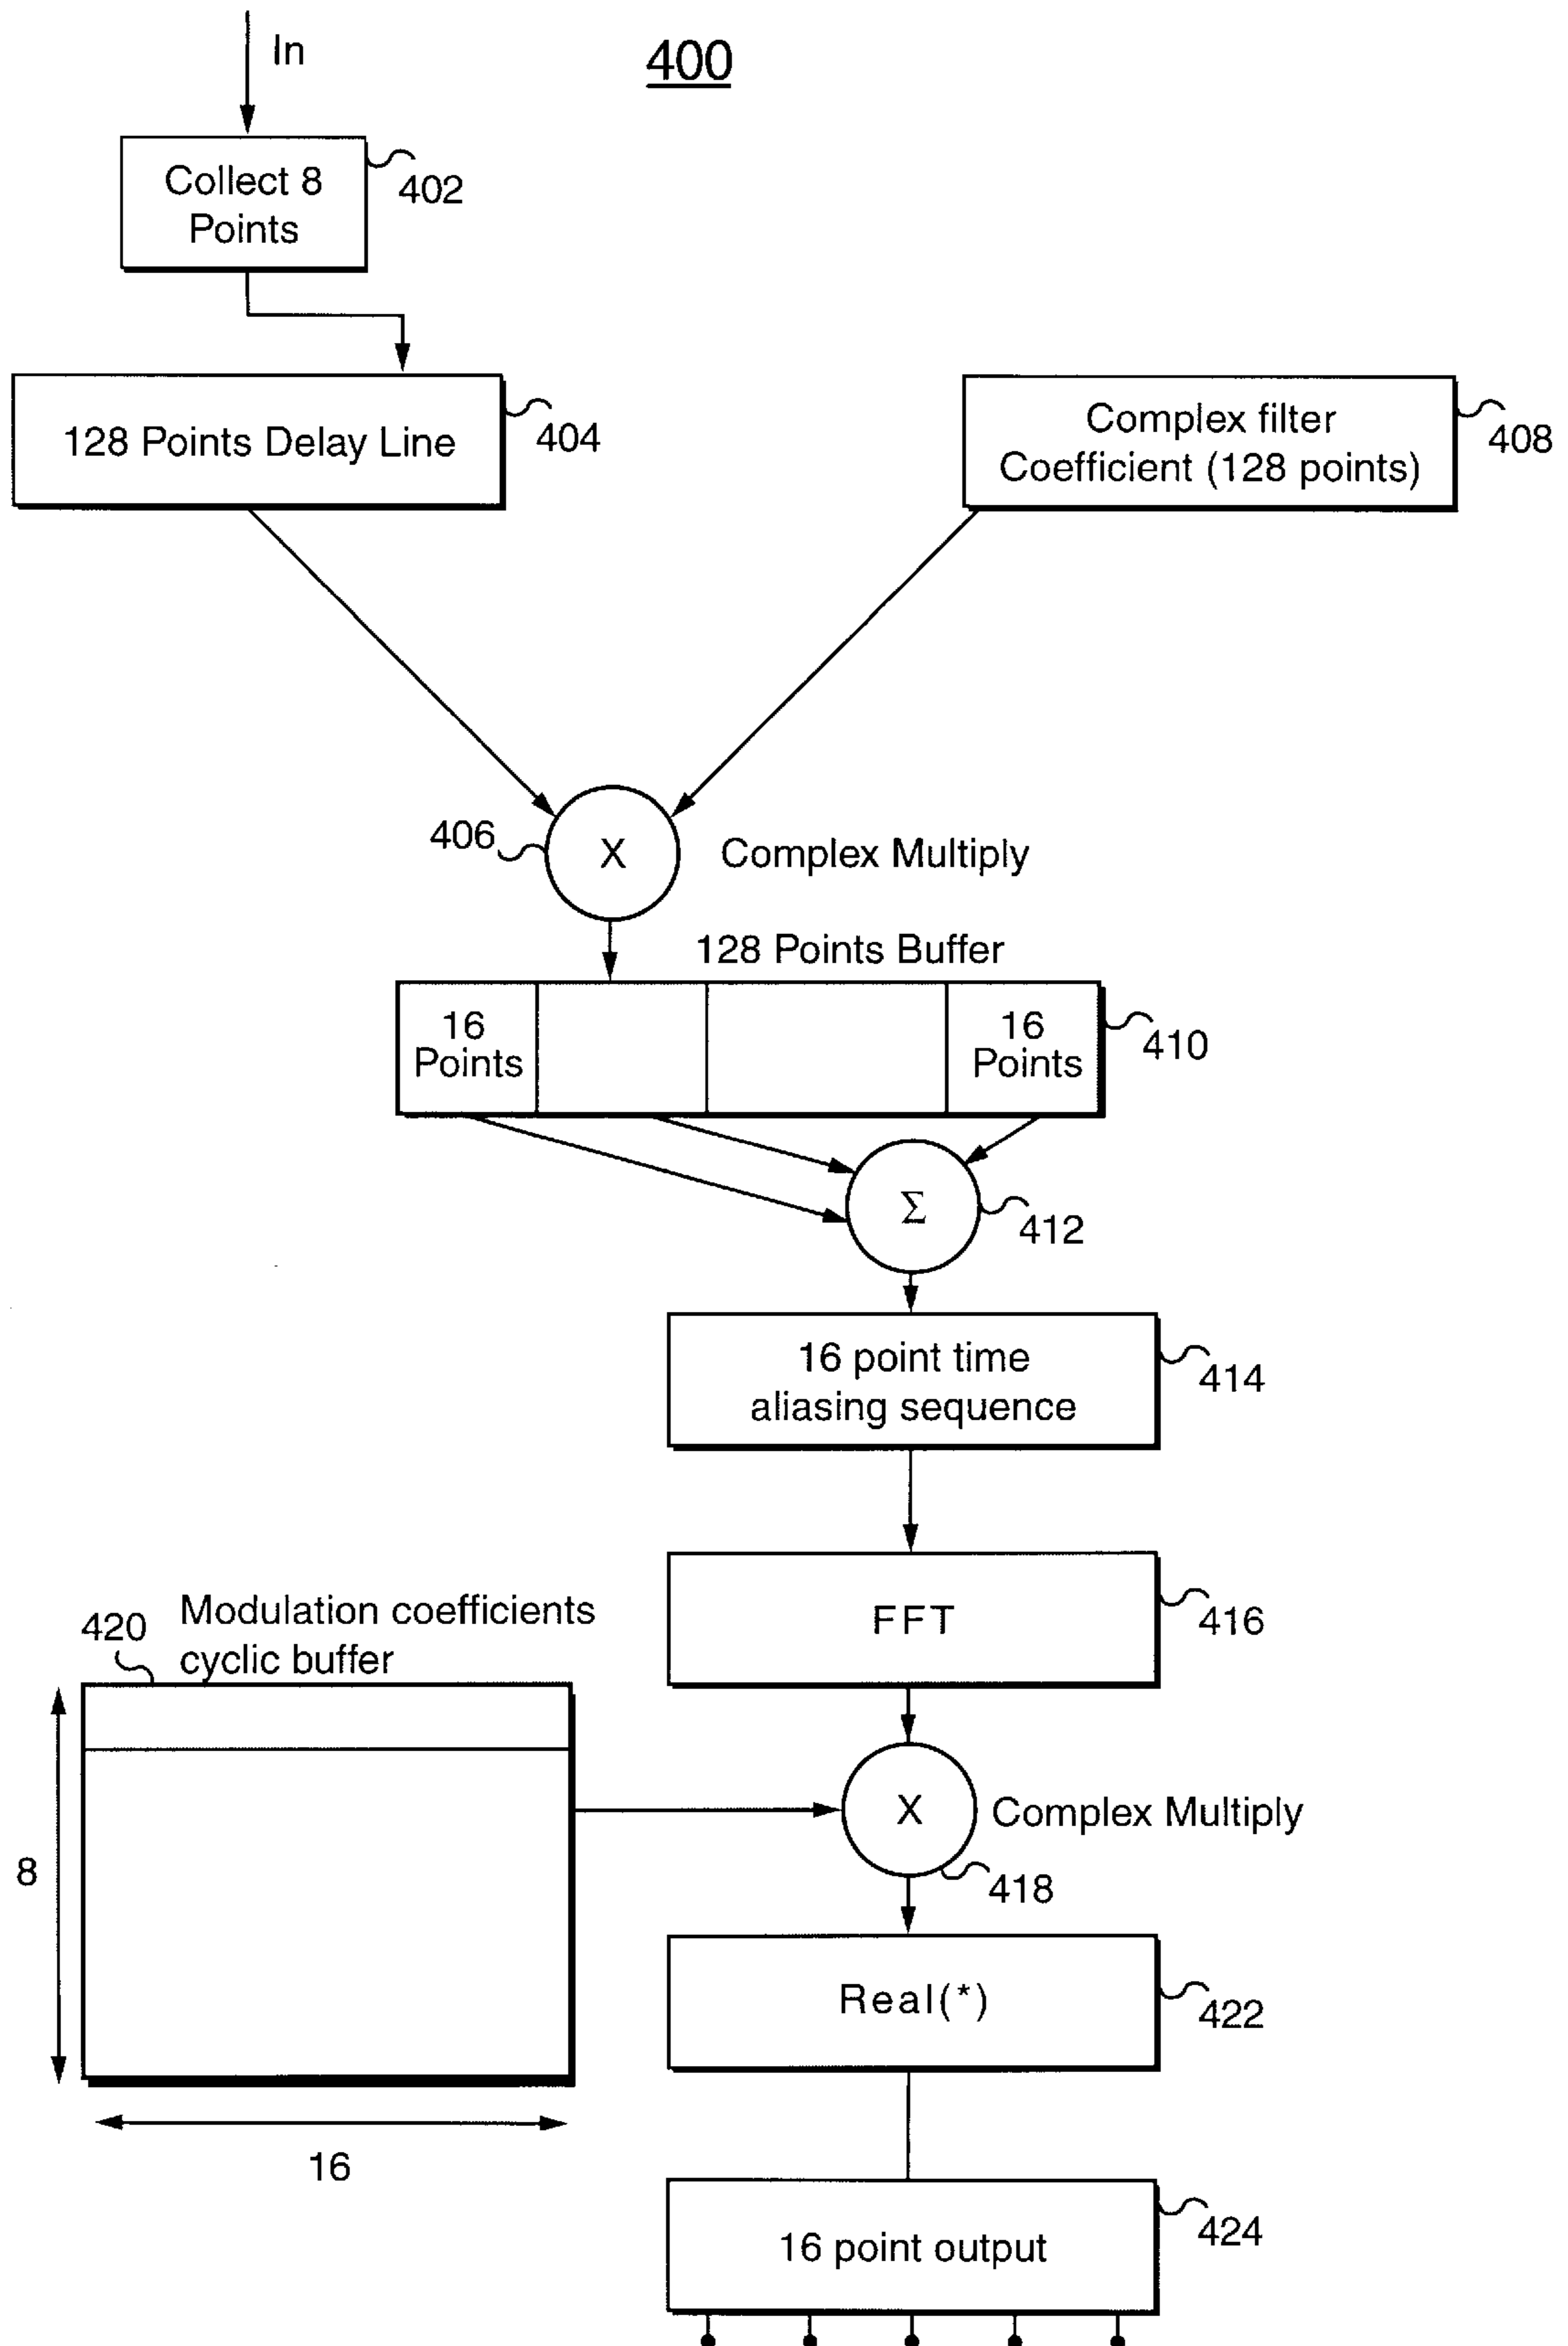 In
400
Collect 8
Points
402
128 Points Delay Line
404
Complex filter
Coefficient (128 points)
408
406
X
Complex Multiply
128 Points Buffer
16
Points
16
Points
410
Σ
412
16 point time
aliasing sequence
414
FFT
416
420
Modulation coefficients
cyclic buffer
8
16
X
Complex Multiply
418
Real(*)
422
16 point output
424